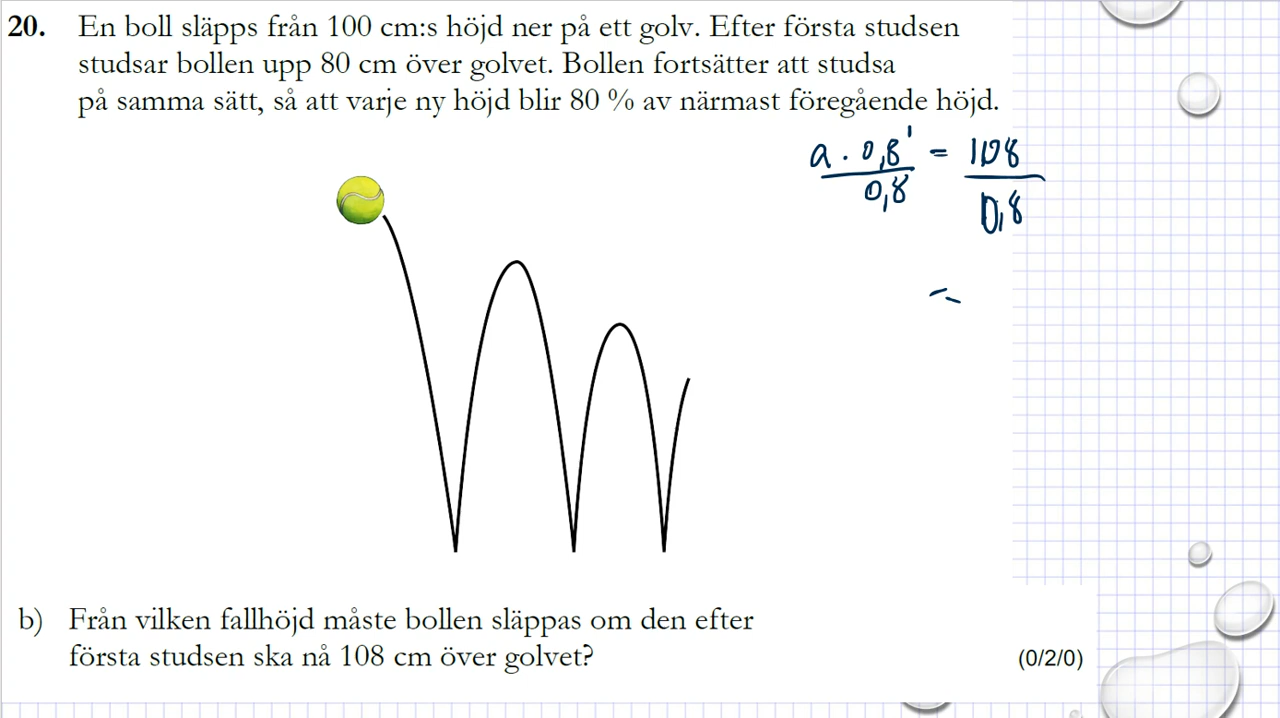 20. En boll släpps från 100 cm:s höjd ner på ett golv. Efter första studsen
studsar bollen upp 80 cm över golvet. Bollen fortsätter att studsa
på samma sätt, så att varje ny höjd blir 80 % av närmast föregående höjd.
a · 0,8¹ = 108
0,8 0,8
=
b) Från vilken fallhöjd måste bollen släppas om den efter
första studsen ska nå 108 cm över golvet?
(0/2/0)